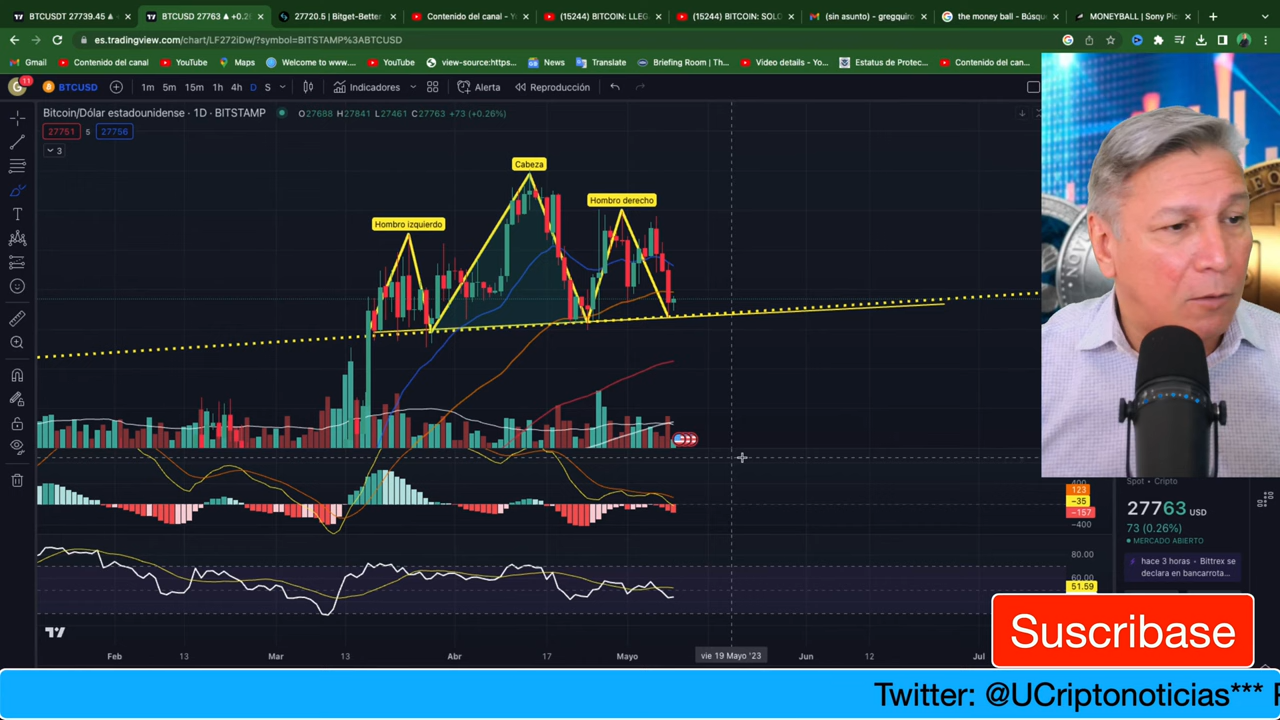 BTCUSDT 27739.45 ▲ +0.
BTCUSD 27763 ▲ +0.2
27720.5 | Bitget-Better
Contenido del canal - Yo
(15244) BITCOIN: LLEG
(15244) BITCOIN: SOLO
(sin asunto) - gregquiro
the money ball - Búsqu
MONEYBALL | Sony Pic
es.tradingview.com/chart/LF272iDw/?symbol=BITSTAMP%3ABTCUSD
Gmail
Contenido del canal...
YouTube
Maps
Welcome to www....
YouTube
view-source:https...
News
Translate
Briefing Room | Th...
Video details - Yo...
Estatus de Protec...
Contenido del can...
11
BTCUSD
1m 5m 15m 1h 4h D S
Indicadores
Alerta
Reproducción
Bitcoin/Dólar estadounidense · 1D · BITSTAMP
O27688 H27841 L27461 C27763 +73 (+0.26%)
27751 5 27756
3
Cabeza
Hombro derecho
Hombro izquierdo
400
123
−35
−157
−400
80.00
60.00
51.59
Spot • Cripto
27763 USD
73 (0.26%)
MERCADO ABIERTO
hace 3 horas · Bittrex se
declara en bancarrota...
Feb 13 Mar 13 Abr 17 Mayo vie 19 Mayo '23 Jun 12 Jul
Suscribase
Twitter: @UCriptonoticias***